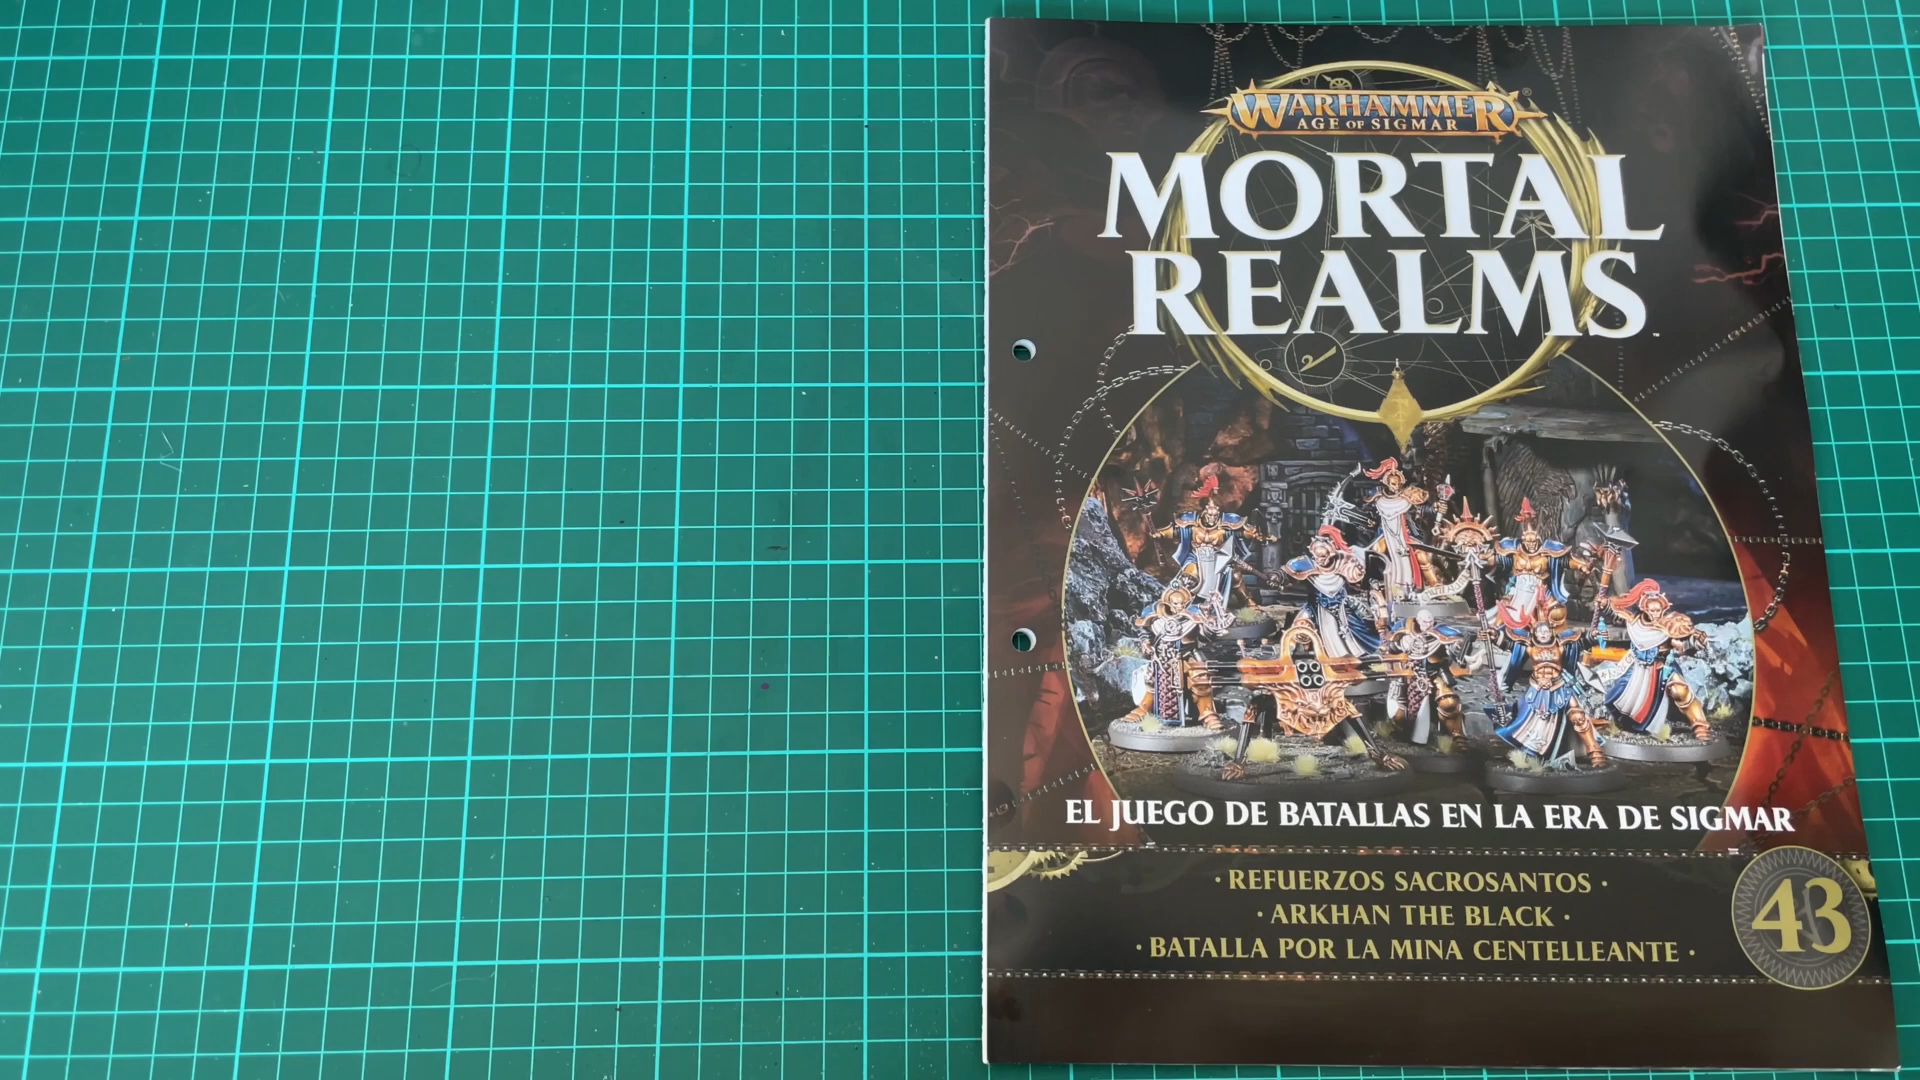 WARHAMMER®
AGE OF SIGMAR
MORTAL
REALMS™
EL JUEGO DE BATALLAS EN LA ERA DE SIGMAR
· REFUERZOS SACROSANTOS ·
· ARKHAN THE BLACK ·
· BATALLA POR LA MINA CENTELLEANTE ·
43